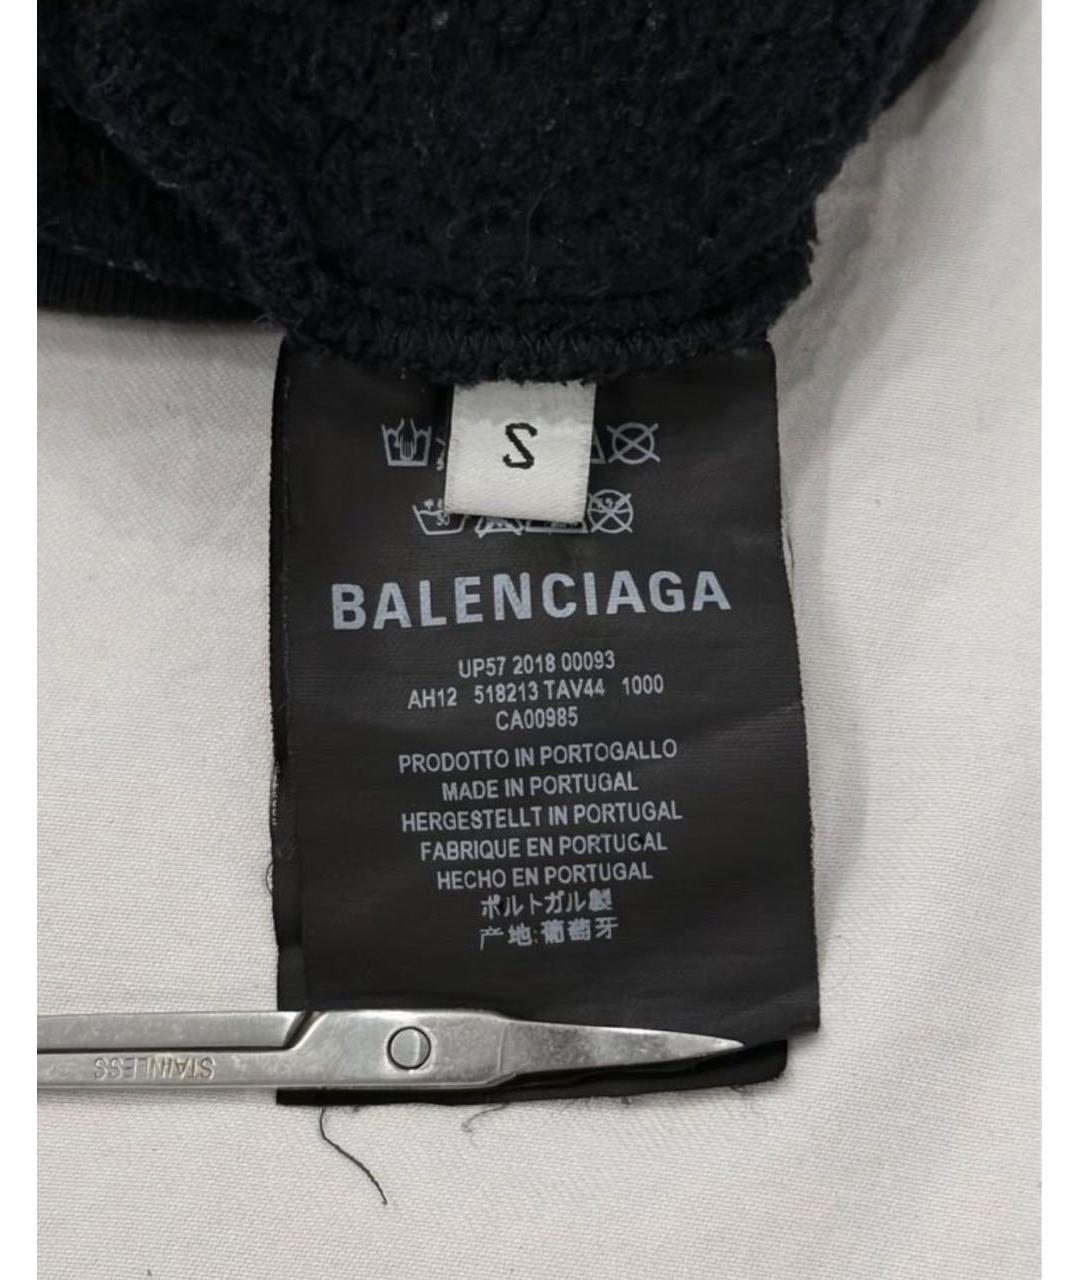 S
30
BALENCIAGA
UP57 2018 00093
AH12 518213 TAV44 1000
CA00985
PRODOTTO IN PORTOGALLO
MADE IN PORTUGAL
HERGESTELLT IN PORTUGAL
FABRIQUE EN PORTUGAL
HECHO EN PORTUGAL
ポルトガル製
产地:葡萄牙
STAINLESS